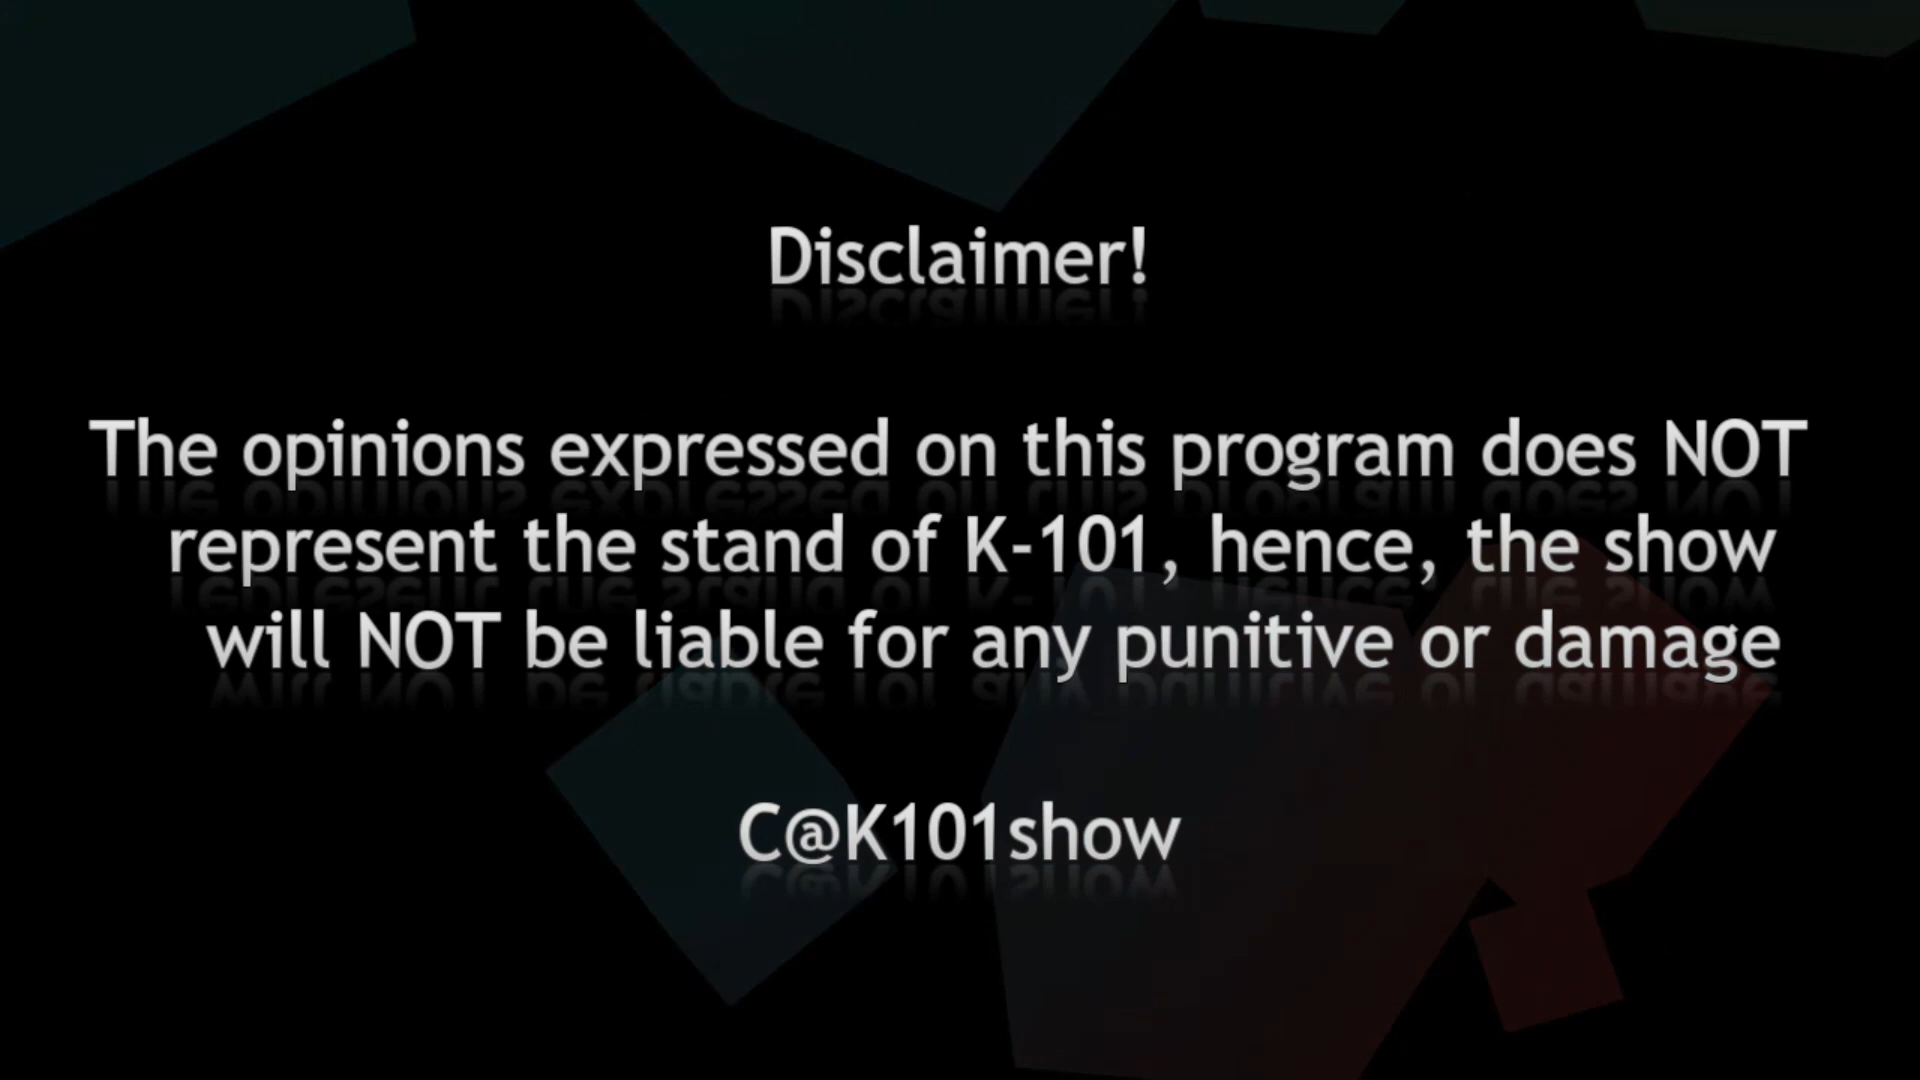 Disclaimer!
The opinions expressed on this program does NOT
represent the stand of K-101, hence, the show
will NOT be liable for any punitive or damage
C@K101show